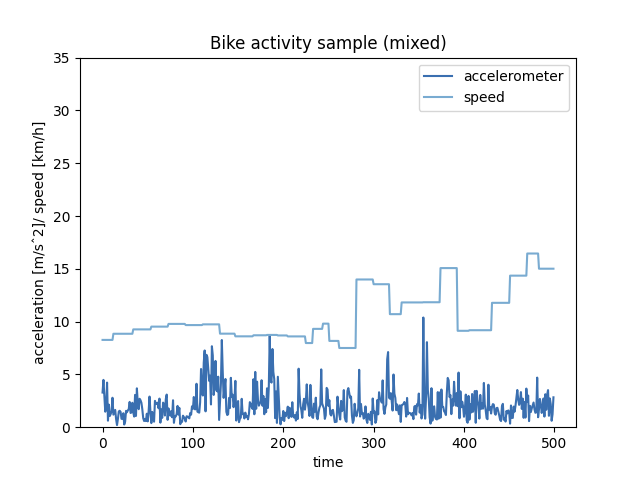 Bike activity sample (mixed)
accelerometer
speed
acceleration [m/sˆ2]/ speed [km/h]
35
30
25
20
15
10
5
0
0 100 200 300 400 500
time